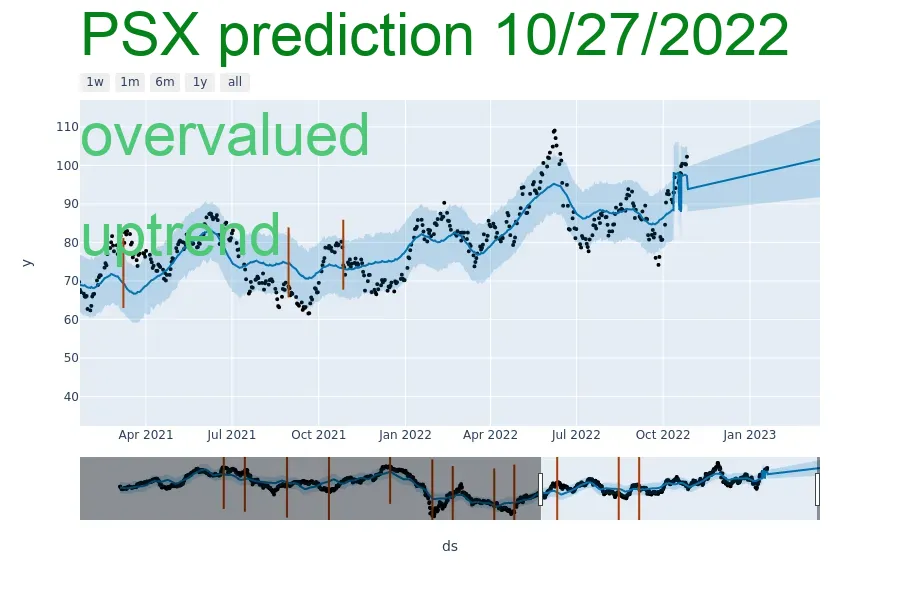 PSX prediction 10/27/2022
1w 1m 6m 1y all
overvalued
uptrend
110
100
90
80
70
60
50
40
y
Apr 2021 Jul 2021 Oct 2021 Jan 2022 Apr 2022 Jul 2022 Oct 2022 Jan 2023
ds